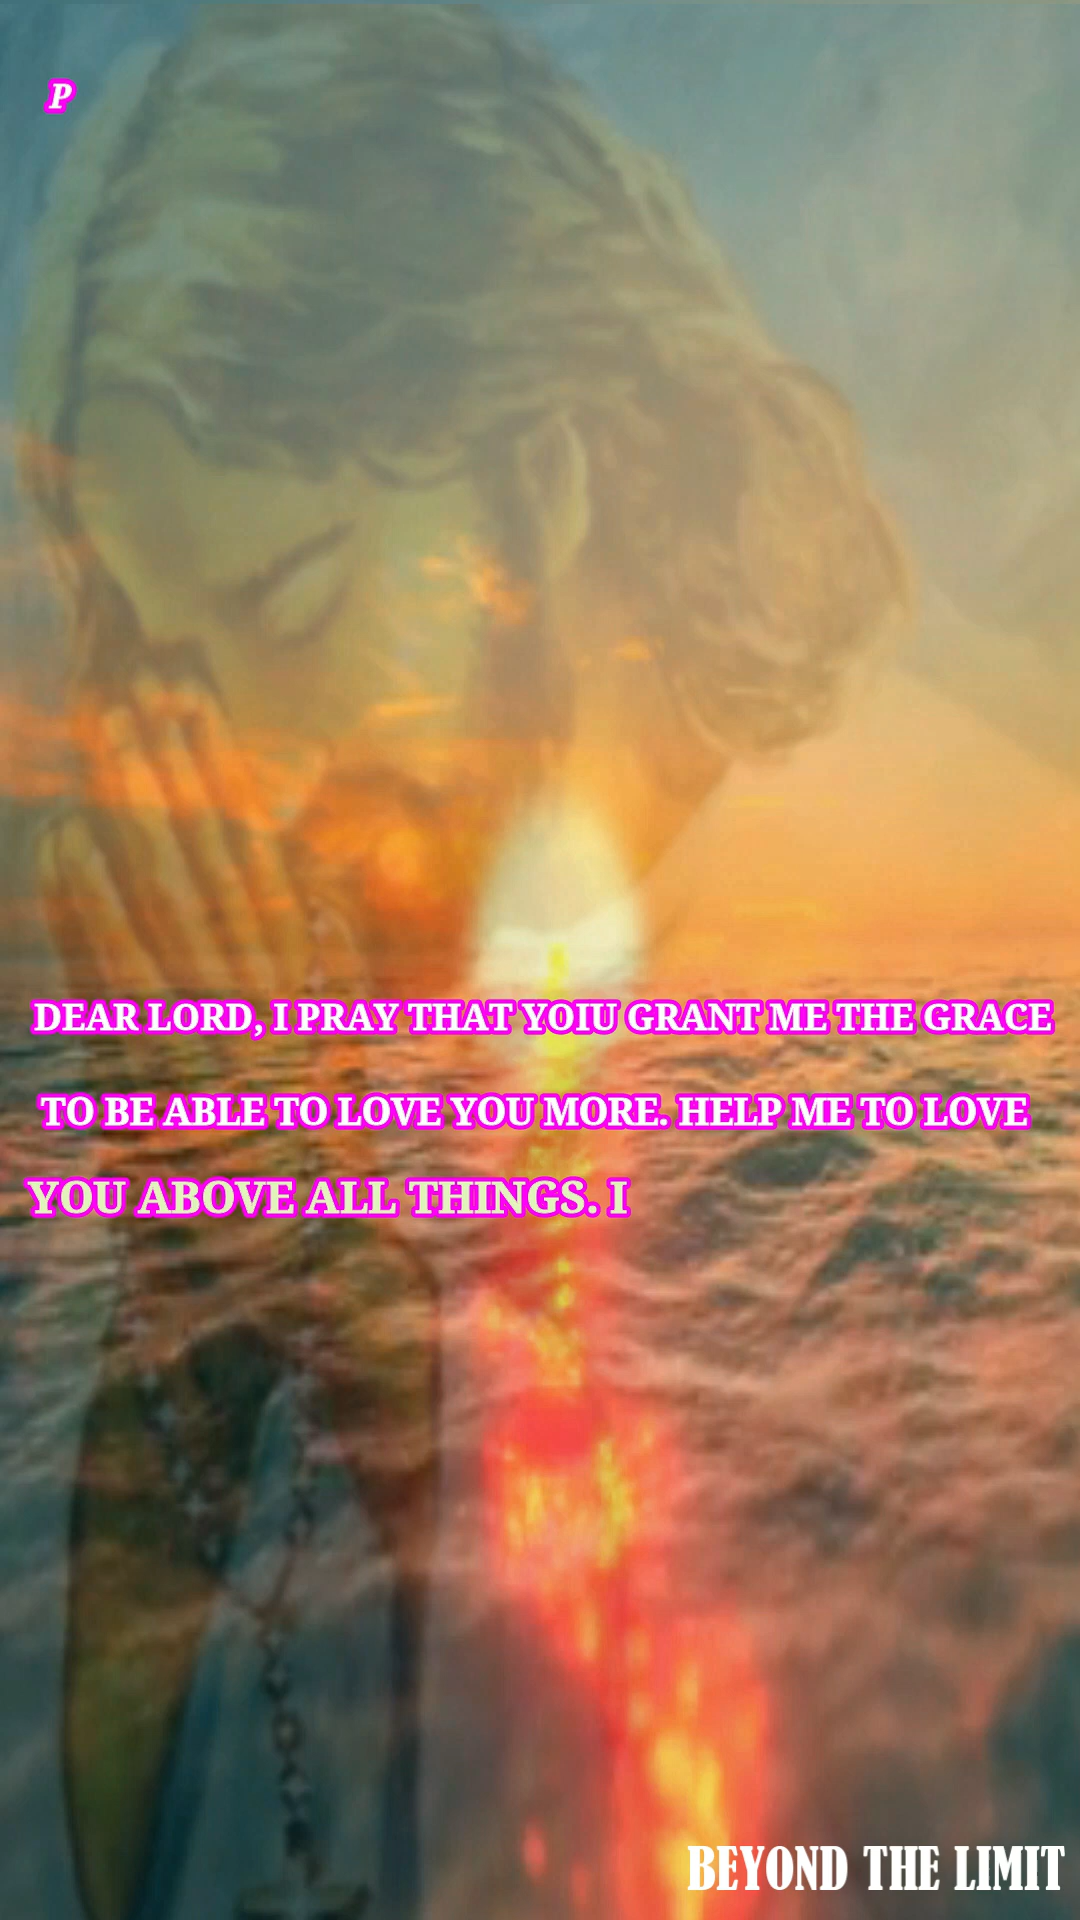 P
DEAR LORD, I PRAY THAT YOIU GRANT ME THE GRACE
TO BE ABLE TO LOVE YOU MORE. HELP ME TO LOVE
YOU ABOVE ALL THINGS. I
BEYOND THE LIMIT